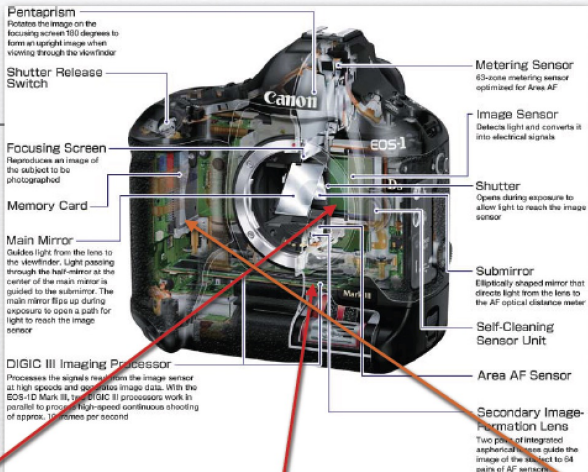 Pentaprism
Rotates the image on the
focusing screen 180 degrees to
form an upright image when
viewing through the viewfinder
Shutter Release
Switch
Focusing Screen
Reproduces an image of
the subject to be
photographed
Memory Card
Main Mirror
Guides light from the lens to
the viewfinder. Light passing
through the half-mirror at the
center of the main mirror is
guided to the submirror. The
main mirror flips up during
exposure to open a path for
light to reach the image
sensor
DIGIC III Imaging Processor
Processes the signals read from the image sensor
at high speeds and generates image data. With the
EOS-1D Mark III, two DIGIC III processors work in
parallel to process high-speed continuous shooting
of approx. 10 frames per second
Canon
EOS-1
Ds
Mark III
Metering Sensor
63-zone metering sensor
optimized for Area AF
Image Sensor
Detects light and converts it
into electrical signals
Shutter
Opens during exposure to
allow light to reach the image
sensor
Submirror
Elliptically shaped mirror that
directs light from the lens to
the AF optical distance meter
Self-Cleaning
Sensor Unit
Area AF Sensor
Secondary Image-
Formation Lens
Two pairs of integrated
aspherical lenses guide the
image of the subject to 64
pairs of AF sensors